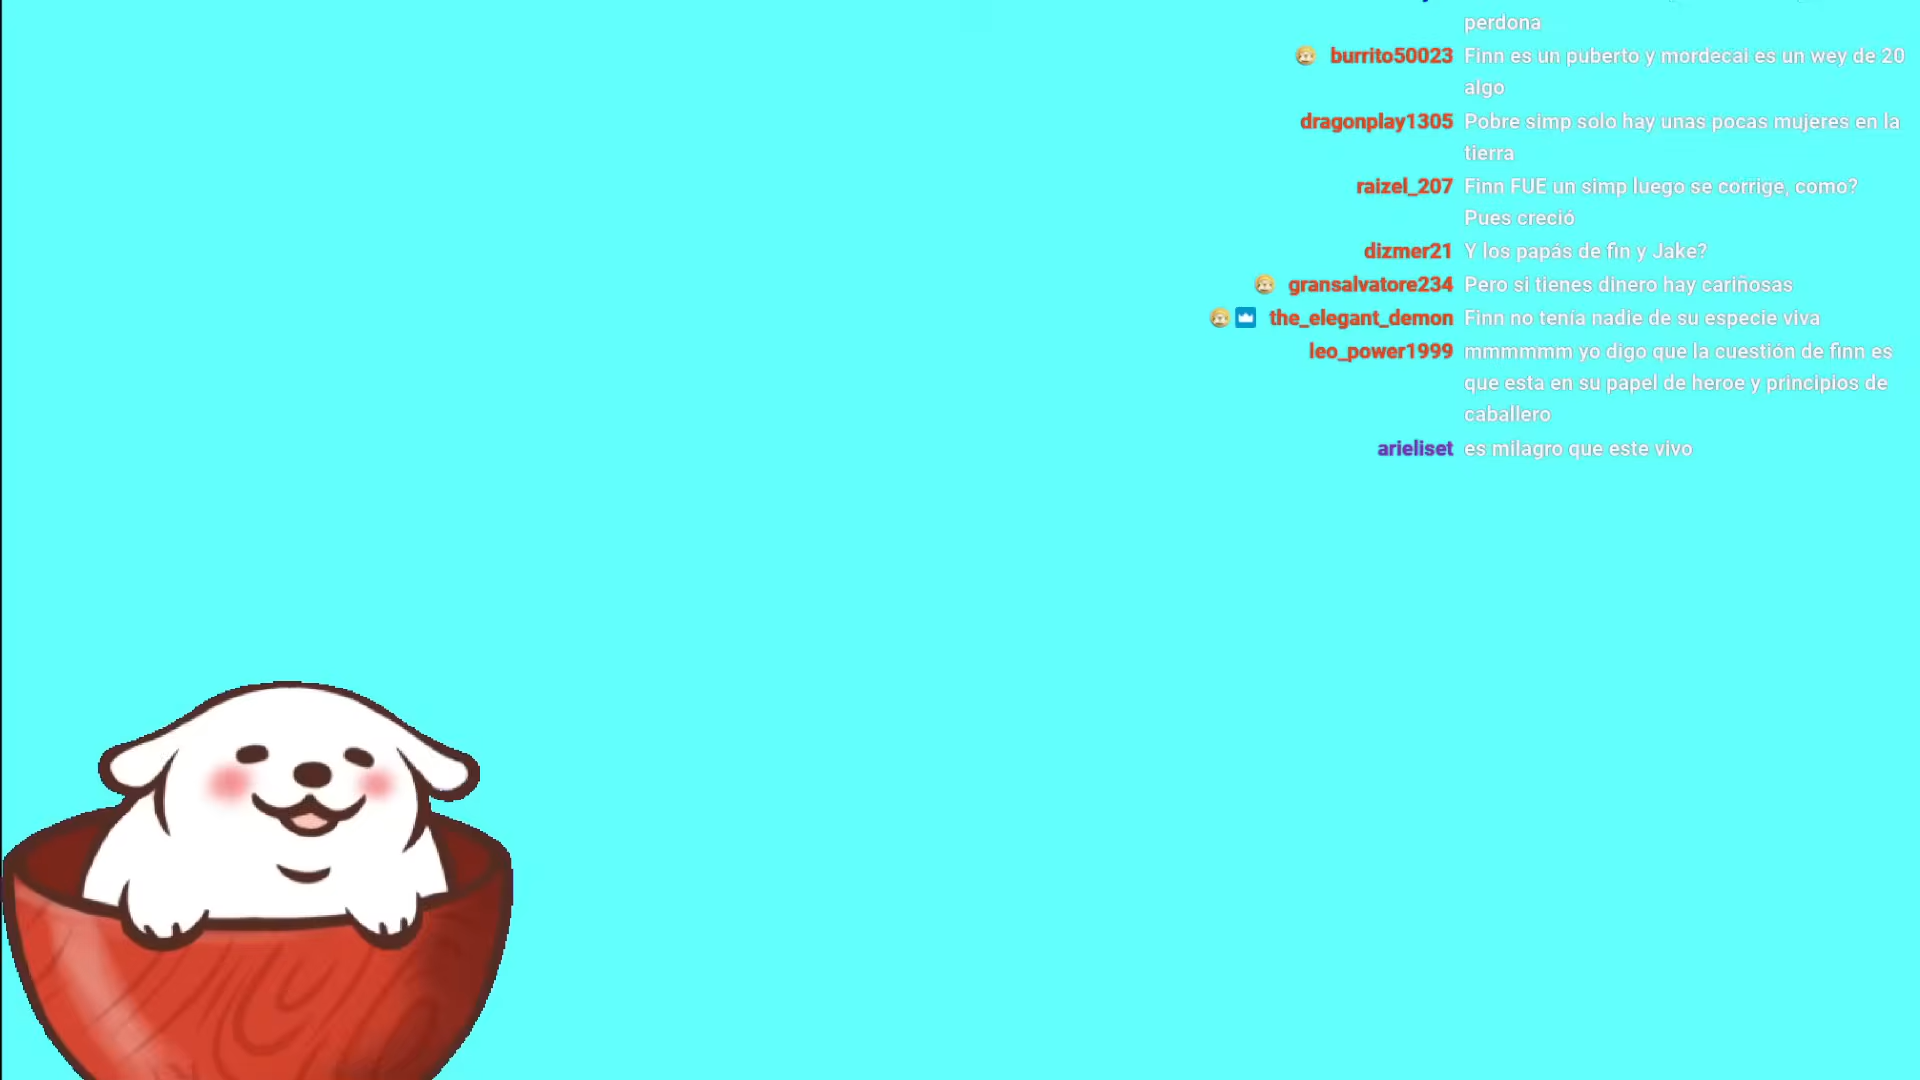 perdona
burrito50023 Finn es un puberto y mordecai es un wey de 20
algo
dragonplay1305 Pobre simp solo hay unas pocas mujeres en la
tierra
raizel_207 Finn FUE un simp luego se corrige, como?
Pues creció
dizmer21 Y los papás de fin y Jake?
gransalvatore234 Pero si tienes dinero hay cariñosas
the_elegant_demon Finn no tenía nadie de su especie viva
leo_power1999 mmmmmm yo digo que la cuestión de finn es
que esta en su papel de heroe y principios de
caballero
arieliset es milagro que este vivo